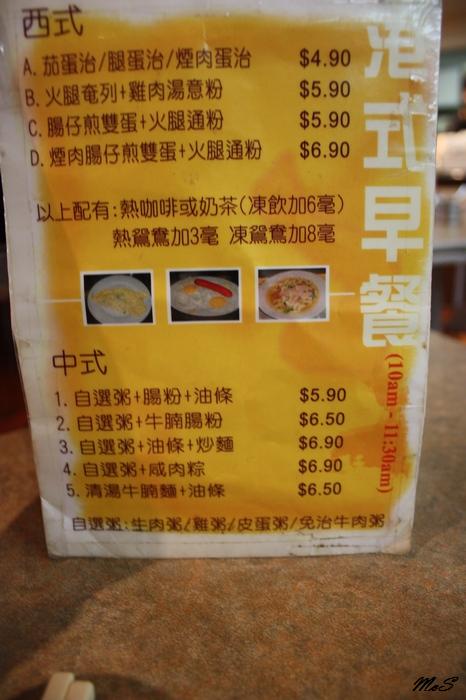 西式
A. 茄蛋治/腿蛋治/煙肉蛋治 $4.90
B. 火腿奄列+雞肉湯意粉 $5.90
C. 腸仔煎雙蛋+火腿通粉 $5.90
D. 煙肉腸仔煎雙蛋+火腿通粉 $6.90
以上配有:熱咖啡或奶茶(凍飲加6毫)
熱鴛鴦加3毫 凍鴛鴦加8毫
港式早餐
(10am - 11:30am)
中式
1. 自選粥+腸粉+油條 $5.90
2. 自選粥+牛腩腸粉 $6.50
3. 自選粥+油條+炒麵 $6.90
4. 自選粥+咸肉粽 $6.90
5. 清湯牛腩麵+油條 $6.50
自選粥:生肉粥/雞粥/皮蛋粥/免治牛肉粥
MoS